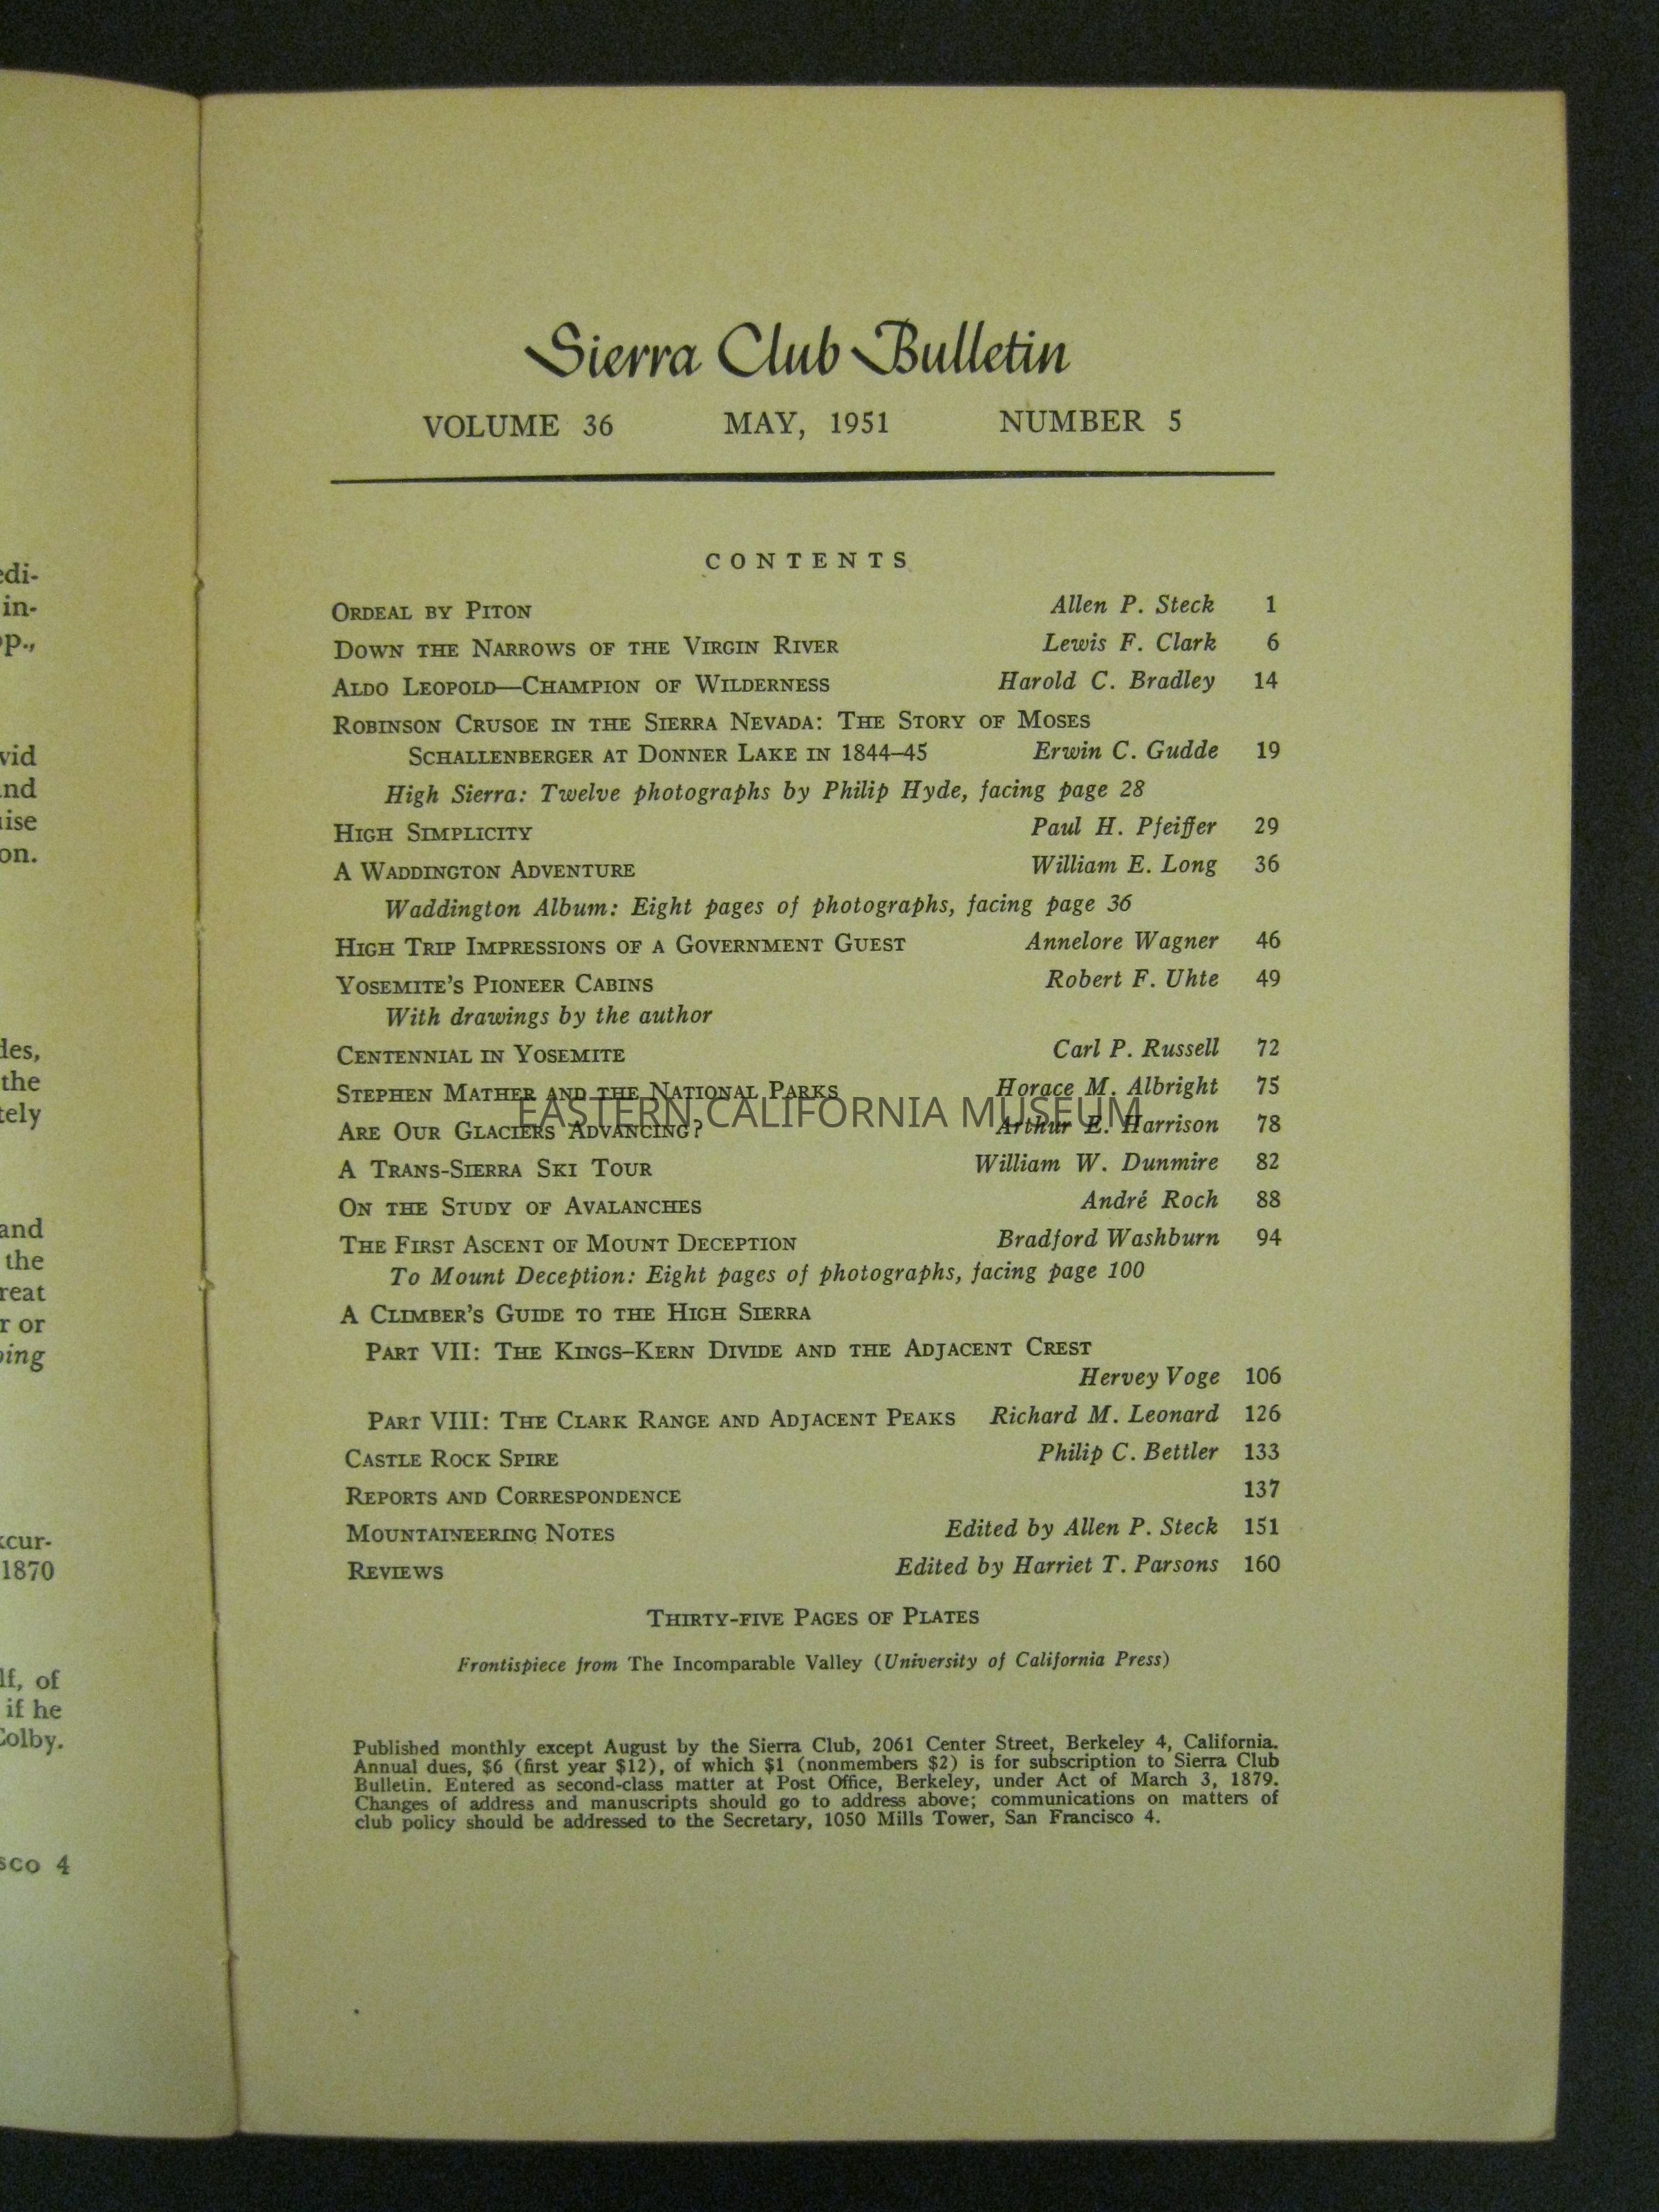 Sierra Club Bulletin
VOLUME 36 MAY, 1951 NUMBER 5
CONTENTS
ORDEAL BY PITON Allen P. Steck 1
DOWN THE NARROWS OF THE VIRGIN RIVER Lewis F. Clark 6
ALDO LEOPOLD—CHAMPION OF WILDERNESS Harold C. Bradley 14
ROBINSON CRUSOE IN THE SIERRA NEVADA: THE STORY OF MOSES
SCHALLENBERGER AT DONNER LAKE IN 1844–45 Erwin C. Gudde 19
High Sierra: Twelve photographs by Philip Hyde, facing page 28
HIGH SIMPLICITY Paul H. Pfeiffer 29
A WADDINGTON ADVENTURE William E. Long 36
Waddington Album: Eight pages of photographs, facing page 36
HIGH TRIP IMPRESSIONS OF A GOVERNMENT GUEST Annelore Wagner 46
YOSEMITE'S PIONEER CABINS Robert F. Uhte 49
With drawings by the author
CENTENNIAL IN YOSEMITE Carl P. Russell 72
STEPHEN MATHER AND THE NATIONAL PARKS Horace M. Albright 75
EASTERN CALIFORNIA MUSEUM
ARE OUR GLACIERS ADVANCING? Arthur E. Harrison 78
A TRANS-SIERRA SKI TOUR William W. Dunmire 82
ON THE STUDY OF AVALANCHES André Roch 88
THE FIRST ASCENT OF MOUNT DECEPTION Bradford Washburn 94
To Mount Deception: Eight pages of photographs, facing page 100
A CLIMBER'S GUIDE TO THE HIGH SIERRA
PART VII: THE KINGS–KERN DIVIDE AND THE ADJACENT CREST
Hervey Voge 106
PART VIII: THE CLARK RANGE AND ADJACENT PEAKS Richard M. Leonard 126
CASTLE ROCK SPIRE Philip C. Bettler 133
REPORTS AND CORRESPONDENCE 137
MOUNTAINEERING NOTES Edited by Allen P. Steck 151
REVIEWS Edited by Harriet T. Parsons 160
THIRTY-FIVE PAGES OF PLATES
Frontispiece from The Incomparable Valley (University of California Press)
Published monthly except August by the Sierra Club, 2061 Center Street, Berkeley 4, California.
Annual dues, $6 (first year $12), of which $1 (nonmembers $2) is for subscription to Sierra Club
Bulletin. Entered as second-class matter at Post Office, Berkeley, under Act of March 3, 1879.
Changes of address and manuscripts should go to address above; communications on matters of
club policy should be addressed to the Secretary, 1050 Mills Tower, San Francisco 4.
in-
the
and
the
r or
1870
lf, of
if he